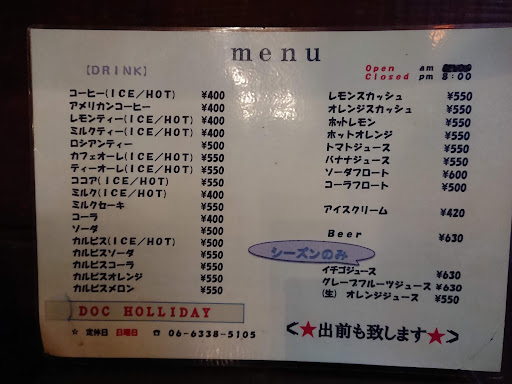 menu
【DRINK】
Open am
Closed pm 8:00
コーヒー(ICE/HOT) ¥400
アメリカンコーヒー ¥400
レモンティー(ICE/HOT) ¥400
ミルクティー(ICE/HOT) ¥400
ロシアンティー ¥500
カフェオーレ(ICE/HOT) ¥550
ティーオーレ(ICE/HOT) ¥550
ココア(ICE/HOT) ¥550
ミルク(ICE/HOT) ¥400
ミルクセーキ ¥550
コーラ ¥400
ソーダ ¥500
カルピス(ICE/HOT) ¥500
カルピスソーダ ¥550
カルピスコーラ ¥550
カルピスオレンジ ¥550
カルピスメロン ¥550
DOC HOLLIDAY
☆ 定休日 日曜日 ☎ 06-6338-5105
レモンスカッシュ ¥550
オレンジスカッシュ ¥550
ホットレモン ¥550
ホットオレンジ ¥550
トマトジュース ¥550
バナナジュース ¥550
ソーダフロート ¥600
コーラフロート ¥500
アイスクリーム ¥420
Beer ¥630
シーズンのみ
イチゴジュース ¥630
グレープフルーツジュース ¥630
(生) オレンジジュース ¥550
<★出前も致します★>